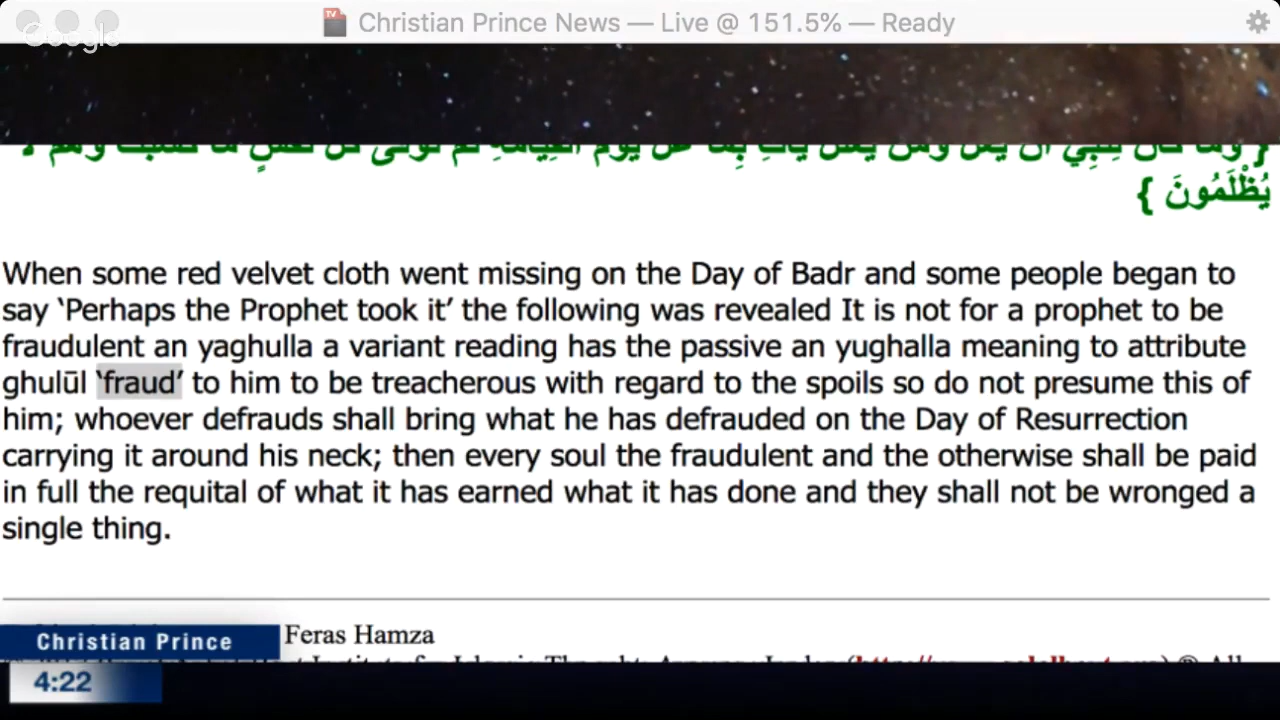 Christian Prince News — Live @ 151.5% — Ready
Google
يُظْلَمُونَ }
When some red velvet cloth went missing on the Day of Badr and some people began to
say ‘Perhaps the Prophet took it’ the following was revealed It is not for a prophet to be
fraudulent an yaghulla a variant reading has the passive an yughalla meaning to attribute
ghulūl ‘fraud’ to him to be treacherous with regard to the spoils so do not presume this of
him; whoever defrauds shall bring what he has defrauded on the Day of Resurrection
carrying it around his neck; then every soul the fraudulent and the otherwise shall be paid
in full the requital of what it has earned what it has done and they shall not be wronged a
single thing.
Feras Hamza
Christian Prince
4:22